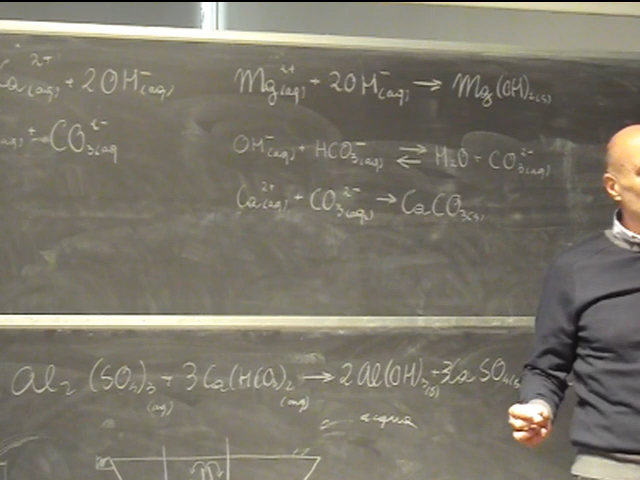 Ca²⁺(aq) + 2OH⁻(aq)
Mg²⁺(aq) + 2OH⁻(aq) → Mg(OH)₂(s)
CO₃²⁻(aq)
OH⁻(aq) + HCO₃⁻(aq) ⇌ H₂O + CO₃²⁻(aq)
Ca²⁺(aq) + CO₃²⁻(aq) → CaCO₃(s)
Al₂(SO₄)₃(aq) + 3Ca(HCO₃)₂(aq) → 2Al(OH)₃(s) + 3CaSO₄(s
acqua